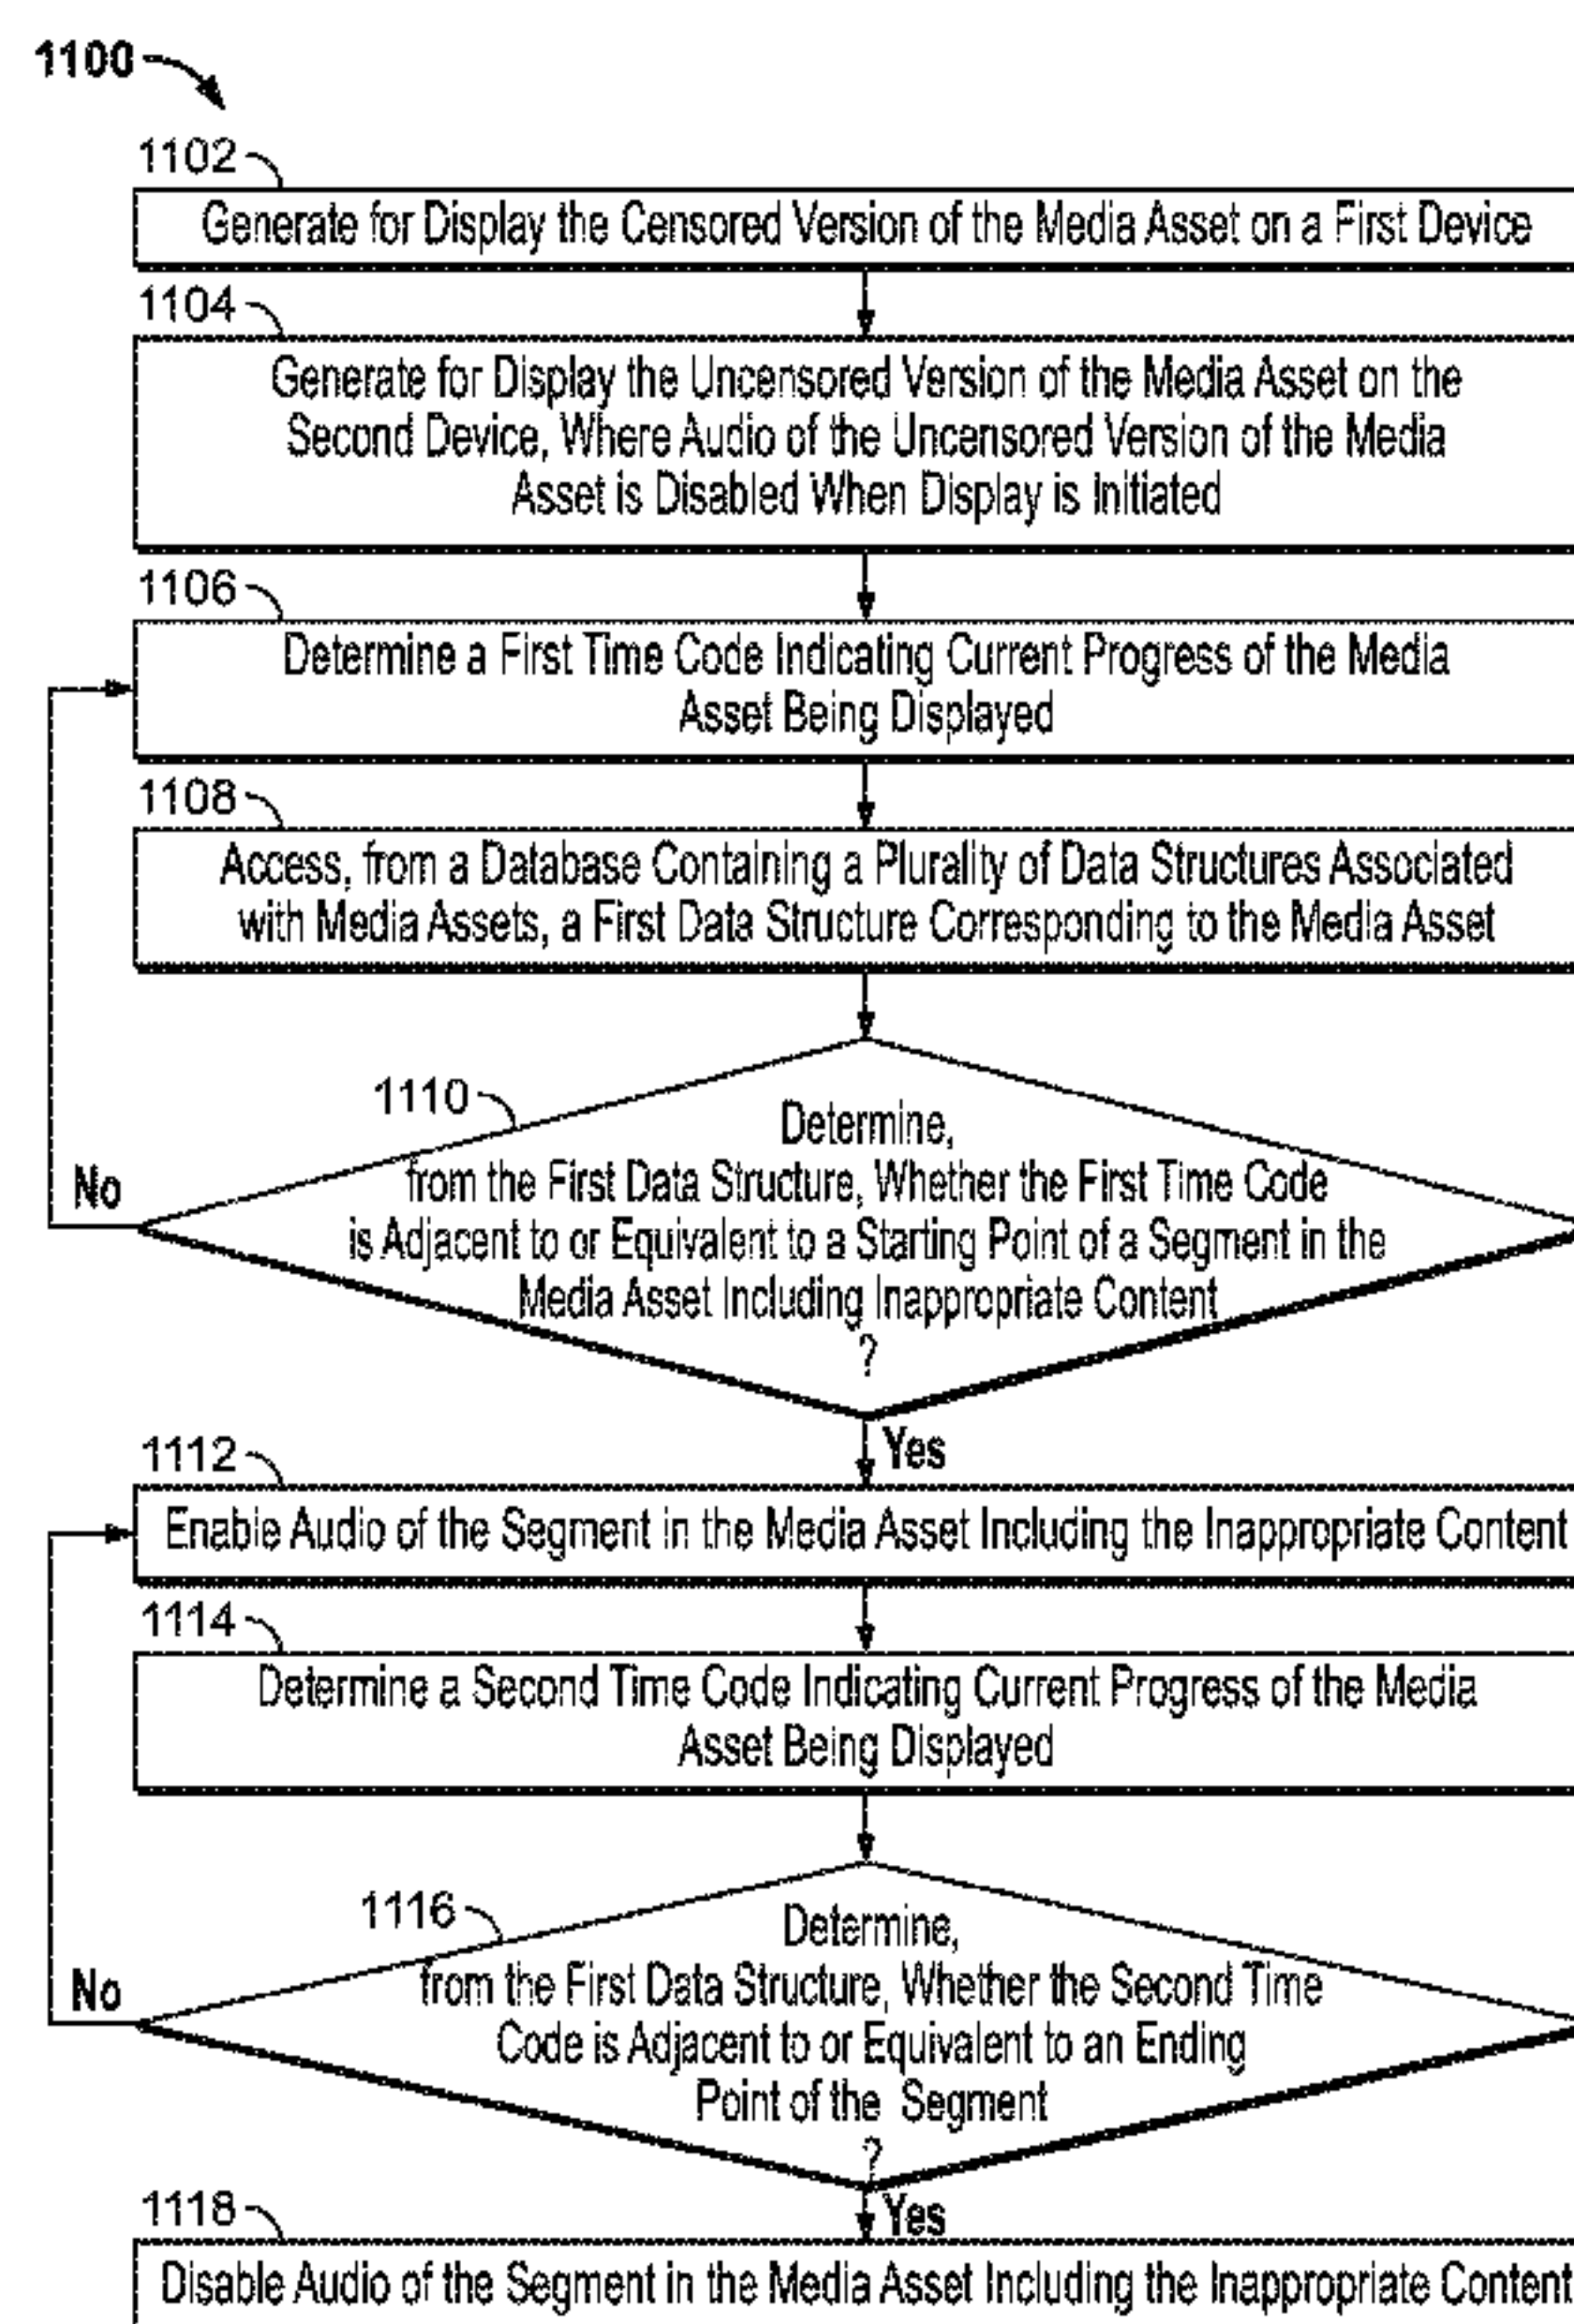 1100
1102
Generate for Display the Censored Version of the Media Asset on a First Device
1104
Generate for Display the Uncensored Version of the Media Asset on the
Second Device, Where Audio of the Uncensored Version of the Media
Asset is Disabled When Display is Initiated
1106
Determine a First Time Code Indicating Current Progress of the Media
Asset Being Displayed
1108
Access, from a Database Containing a Plurality of Data Structures Associated
with Media Assets, a First Data Structure Corresponding to the Media Asset
1110
Determine,
from the First Data Structure, Whether the First Time Code
is Adjacent to or Equivalent to a Starting Point of a Segment in the
Media Asset Including Inappropriate Content
?
No
Yes
1112
Enable Audio of the Segment in the Media Asset Including the Inappropriate Content
1114
Determine a Second Time Code Indicating Current Progress of the Media
Asset Being Displayed
1116
Determine,
from the First Data Structure, Whether the Second Time
Code is Adjacent to or Equivalent to an Ending
Point of the Segment
?
No
Yes
1118
Disable Audio of the Segment in the Media Asset Including the Inappropriate Content